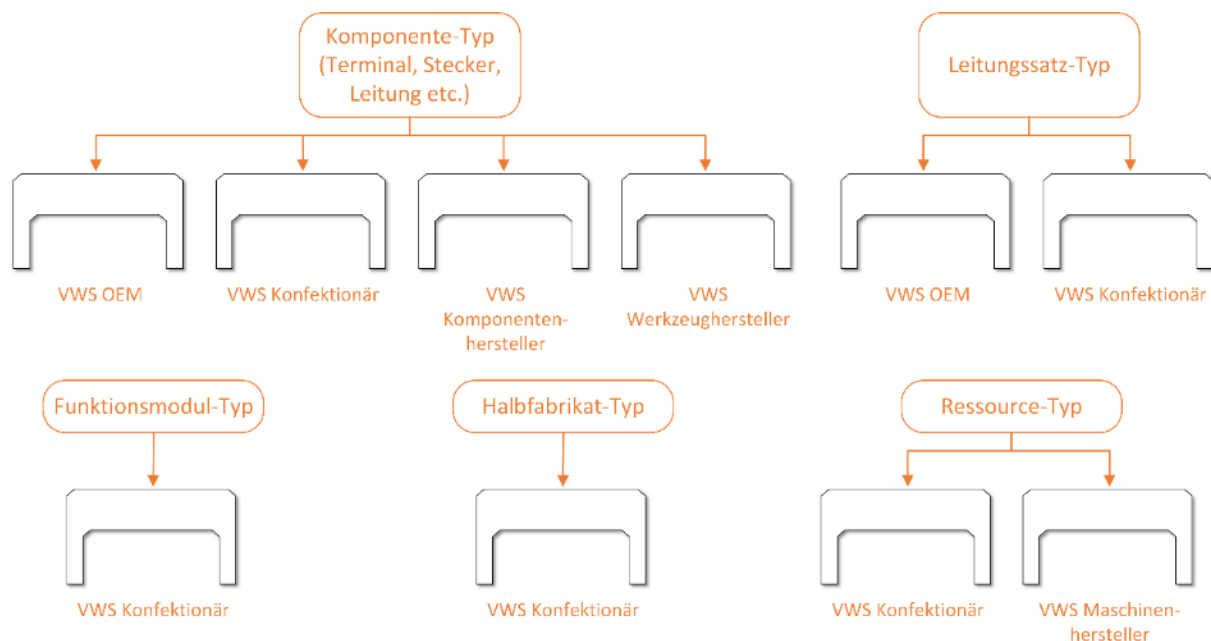 Komponente-Typ
(Terminal, Stecker,
Leitung etc.)
Leitungssatz-Typ
VWS OEM
VWS Konfektionär
VWS
Komponenten-
hersteller
VWS
Werkzeughersteller
VWS OEM
VWS Konfektionär
Funktionsmodul-Typ
Halbfabrikat-Typ
Ressource-Typ
VWS Konfektionär
VWS Konfektionär
VWS Konfektionär
VWS Maschinen-
hersteller